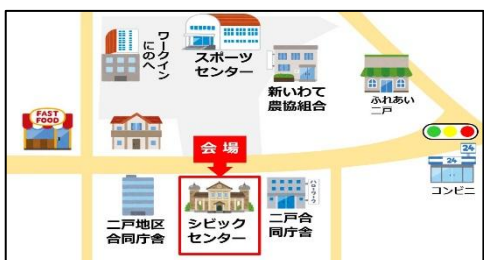 ワークイン
にのへ
スポーツ
センター
新いわて
農協組合
ふれあい
二戸
FAST
FOOD
会場
24
24
コンビニ
二戸地区
合同庁舎
シビック
センター
ハローワーク
二戸合
同庁舎